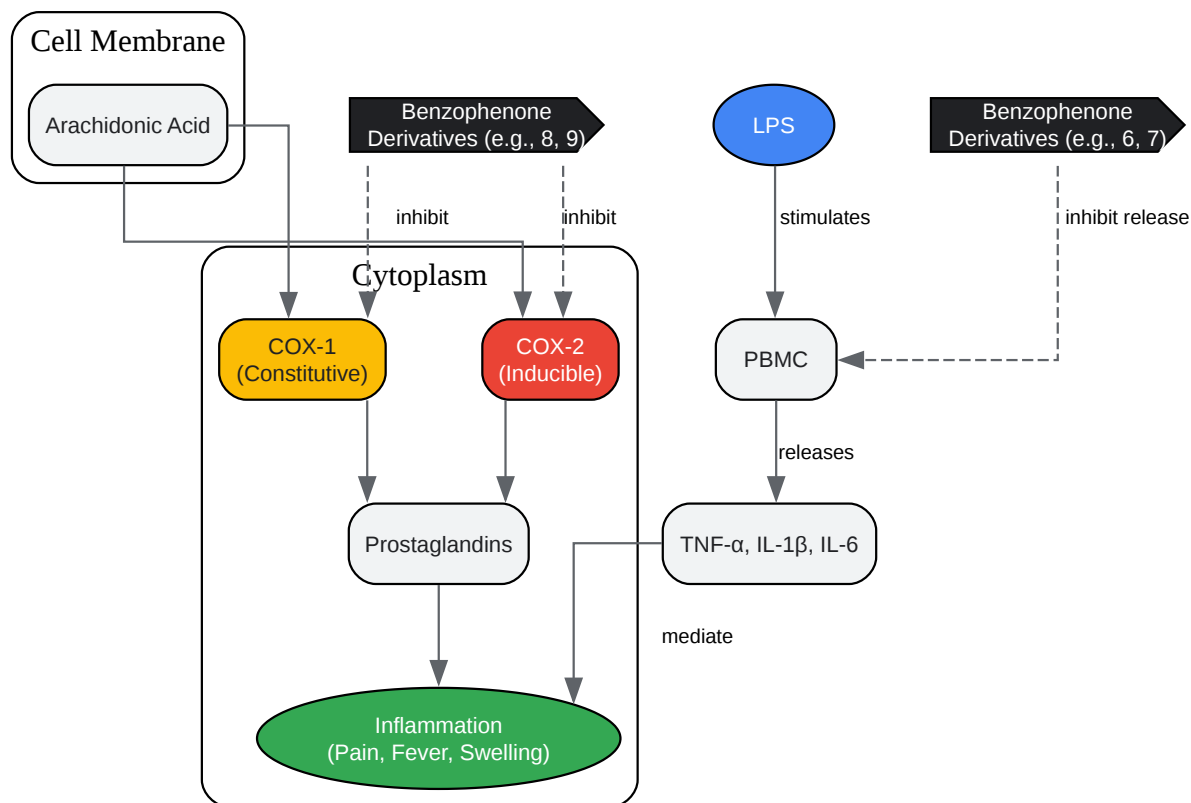 Cell Membrane
Arachidonic Acid
Benzophenone
Derivatives (e.g., 8, 9)
LPS
Benzophenone
Derivatives (e.g., 6, 7)
inhibit
inhibit
stimulates
inhibit release
Cytoplasm
COX-1
(Constitutive)
COX-2
(Inducible)
PBMC
releases
Prostaglandins
TNF-α, IL-1β, IL-6
mediate
Inflammation
(Pain, Fever, Swelling)